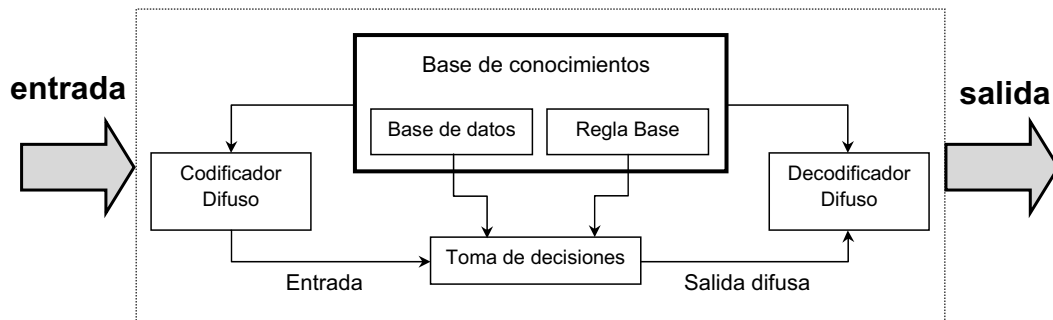 entrada
Base de conocimientos
salida
Base de datos
Regla Base
Codificador
Difuso
Decodificador
Difuso
Toma de decisiones
Entrada
Salida difusa